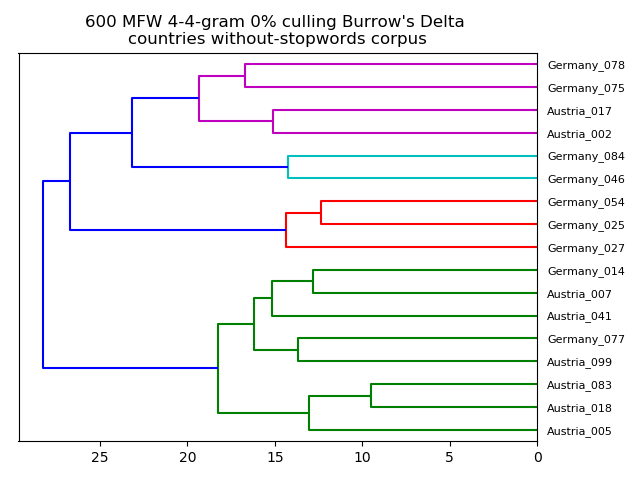 600 MFW 4-4-gram 0% culling Burrow's Delta
countries without-stopwords corpus
Germany_078
Germany_075
Austria_017
Austria_002
Germany_084
Germany_046
Germany_054
Germany_025
Germany_027
Germany_014
Austria_007
Austria_041
Germany_077
Austria_099
Austria_083
Austria_018
Austria_005
25 20 15 10 5 0